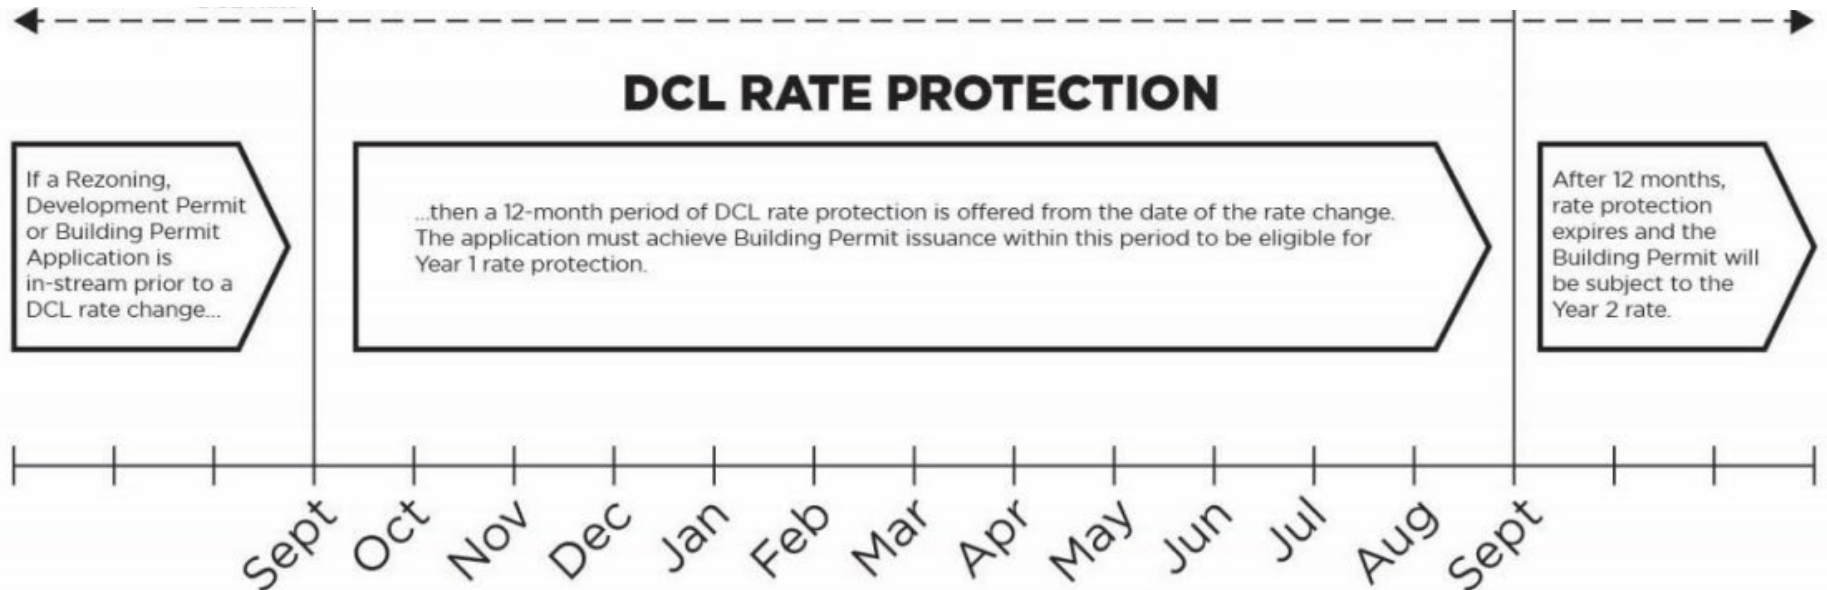 DCL RATE PROTECTION
If a Rezoning,
Development Permit
or Building Permit
Application is
in-stream prior to a
DCL rate change...
...then a 12-month period of DCL rate protection is offered from the date of the rate change.
The application must achieve Building Permit issuance within this period to be eligible for
Year 1 rate protection.
After 12 months,
rate protection
expires and the
Building Permit will
be subject to the
Year 2 rate.
Sept Oct Nov Dec Jan Feb Mar Apr May Jun Jul Aug Sept